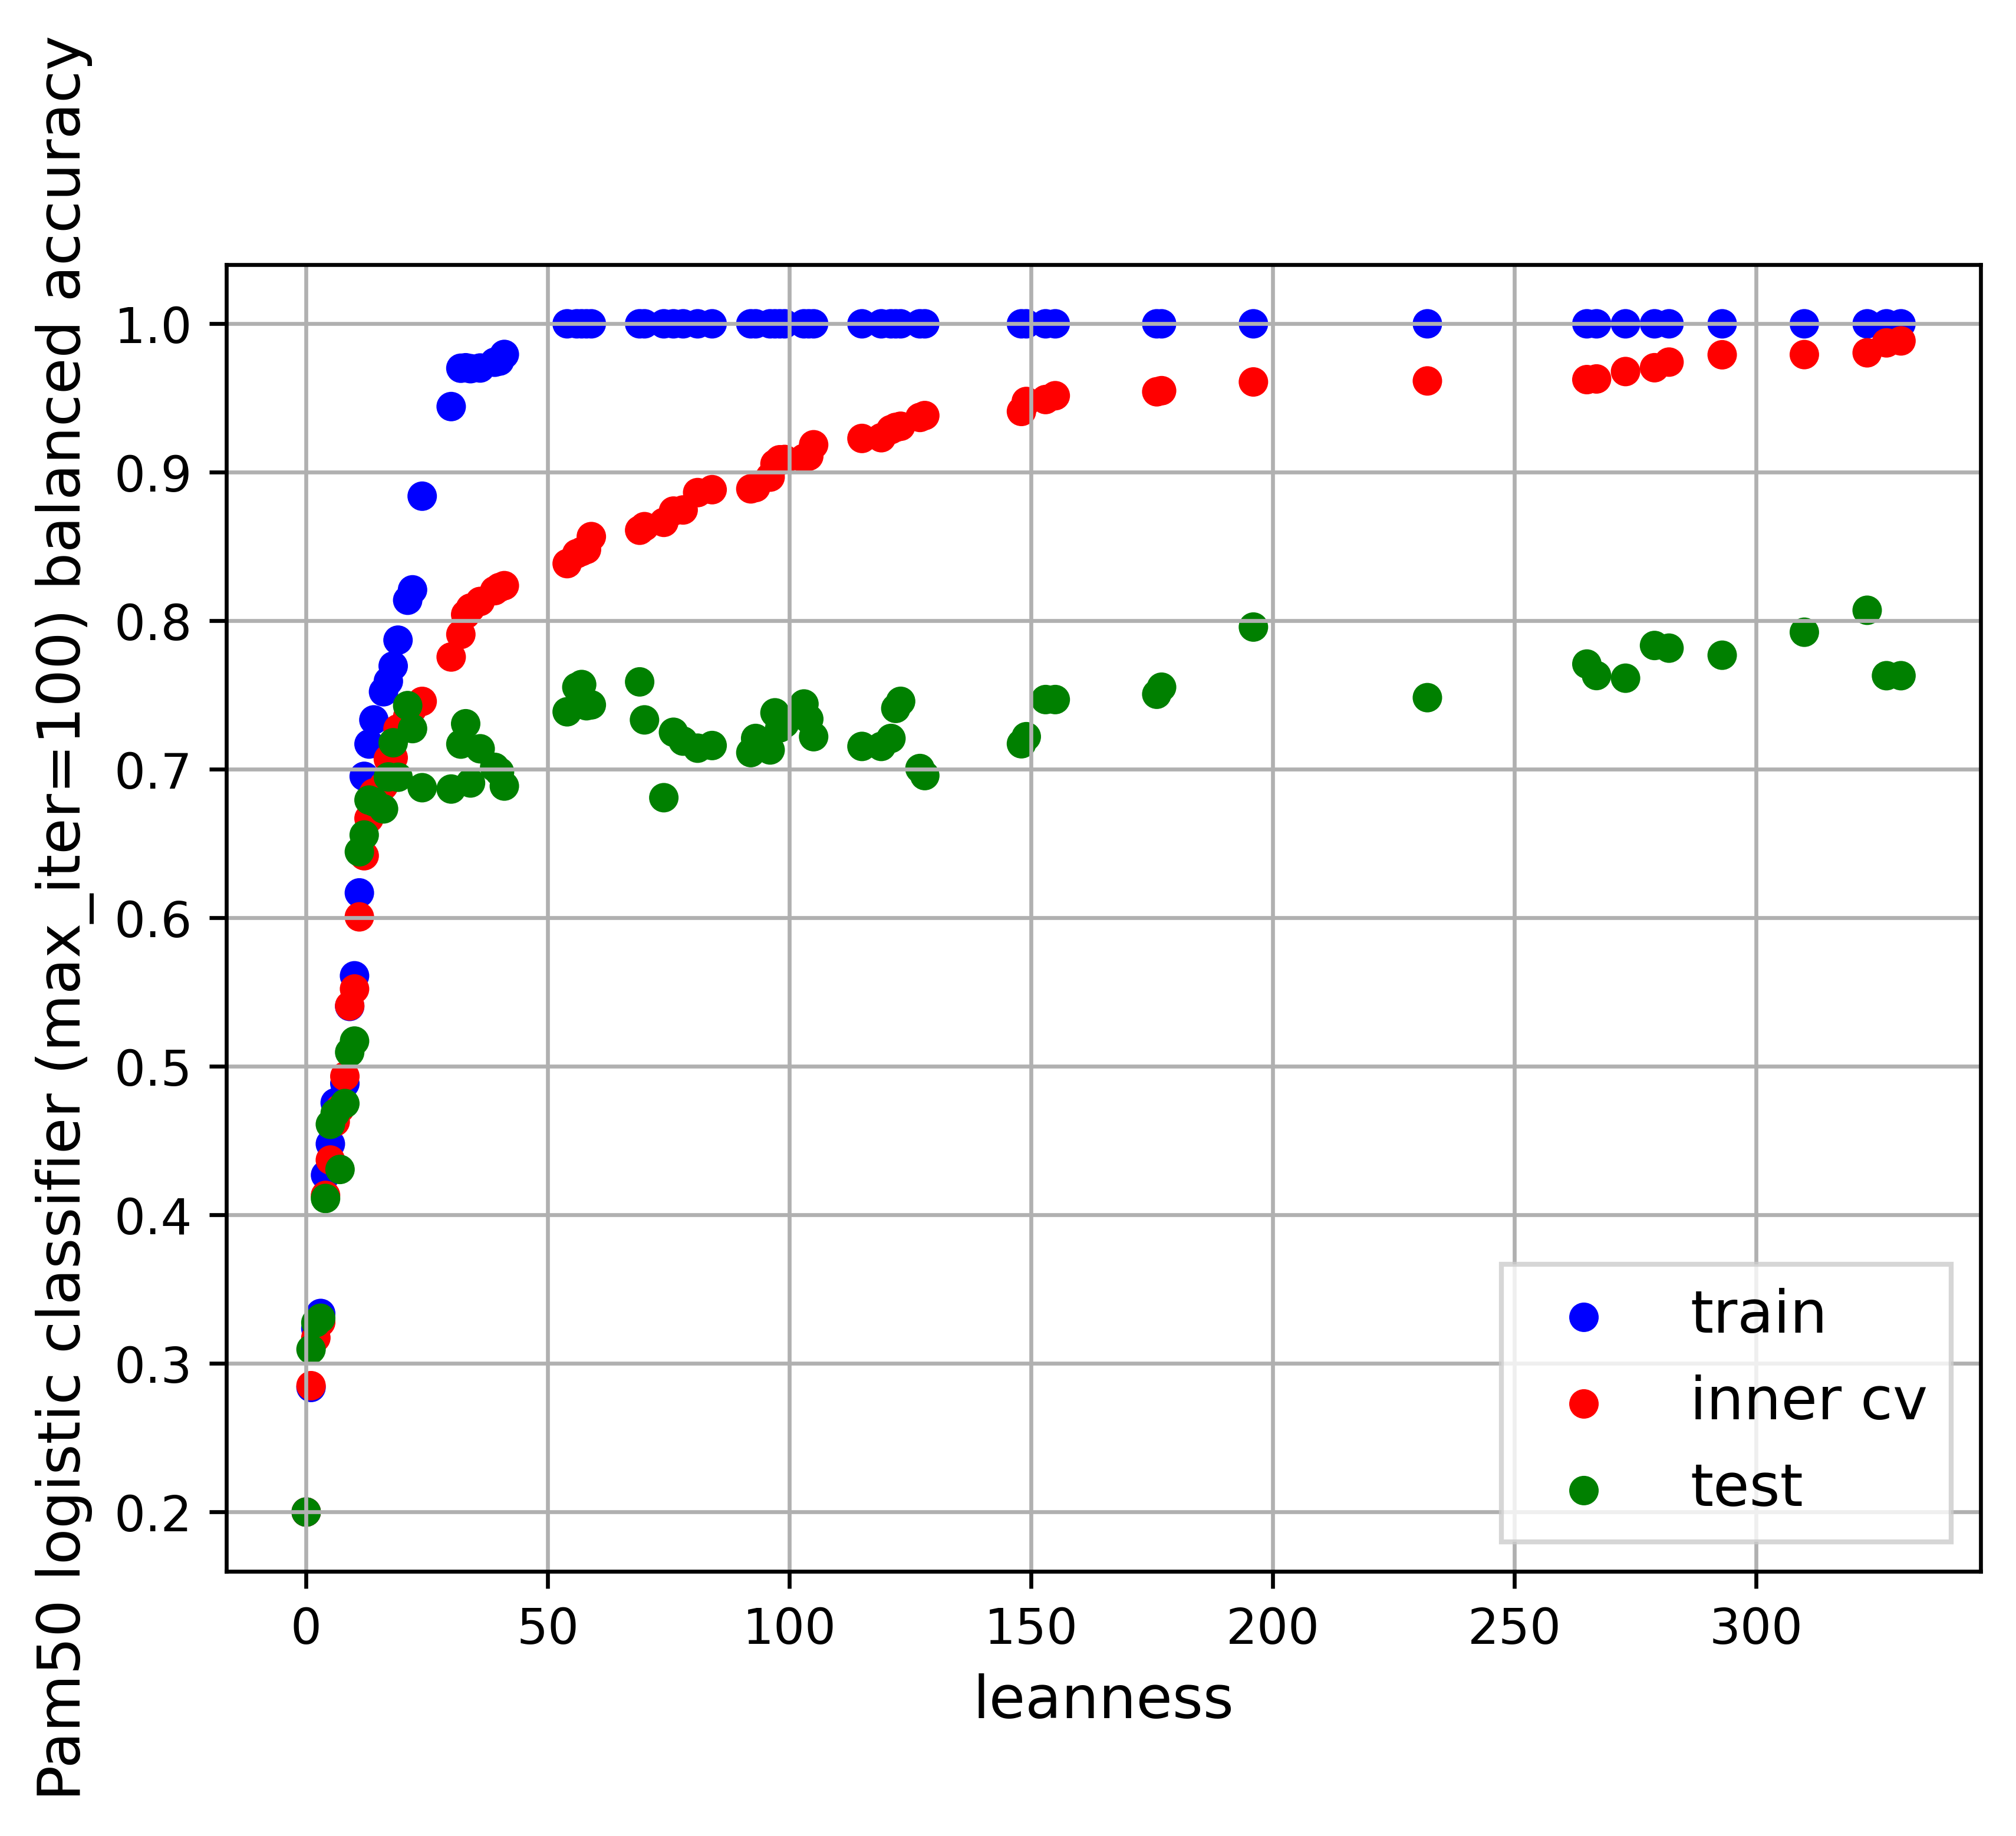 Pam50 logistic classifier (max_iter=100) balanced accuracy
1.0
0.9
0.8
0.7
0.6
0.5
0.4
0.3
0.2
0 50 100 150 200 250 300
leanness
train
inner cv
test